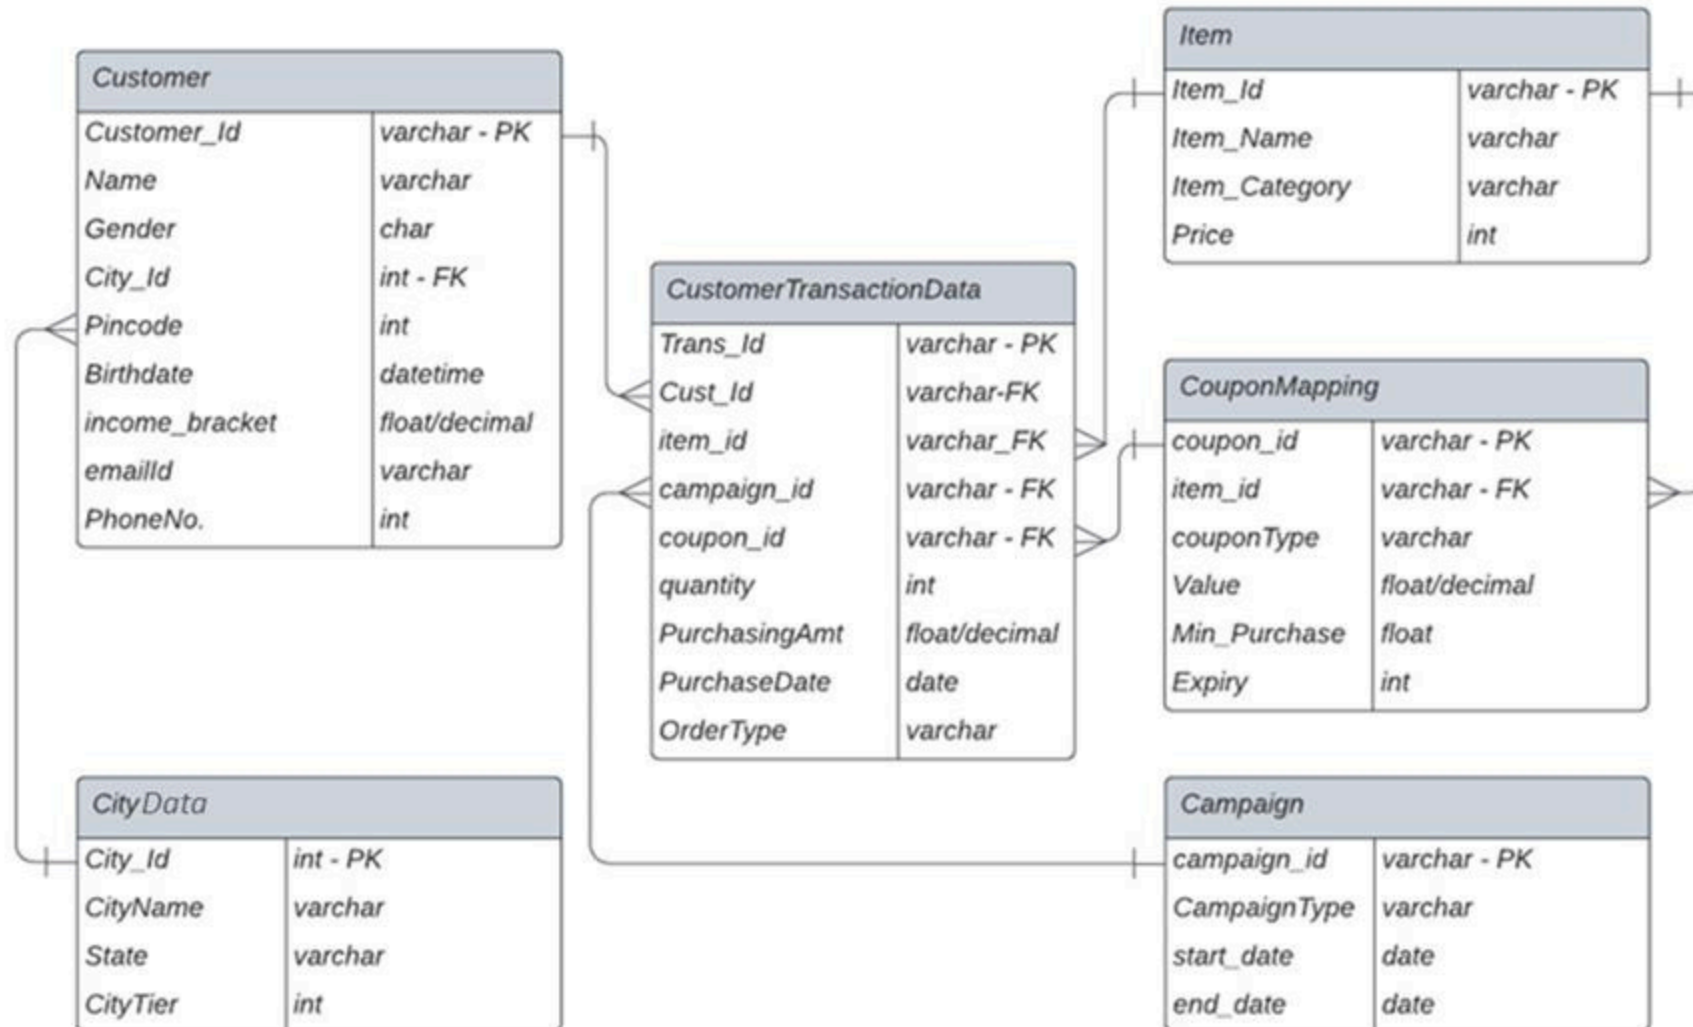 Customer
Customer_Id varchar - PK
Name varchar
Gender char
City_Id int - FK
Pincode int
Birthdate datetime
income_bracket float/decimal
emailId varchar
PhoneNo. int
CityData
City_Id int - PK
CityName varchar
State varchar
CityTier int
CustomerTransactionData
Trans_Id varchar - PK
Cust_Id varchar-FK
item_id varchar_FK
campaign_id varchar - FK
coupon_id varchar - FK
quantity int
PurchasingAmt float/decimal
PurchaseDate date
OrderType varchar
Item
Item_Id varchar - PK
Item_Name varchar
Item_Category varchar
Price int
CouponMapping
coupon_id varchar - PK
item_id varchar - FK
couponType varchar
Value float/decimal
Min_Purchase float
Expiry int
Campaign
campaign_id varchar - PK
CampaignType varchar
start_date date
end_date date